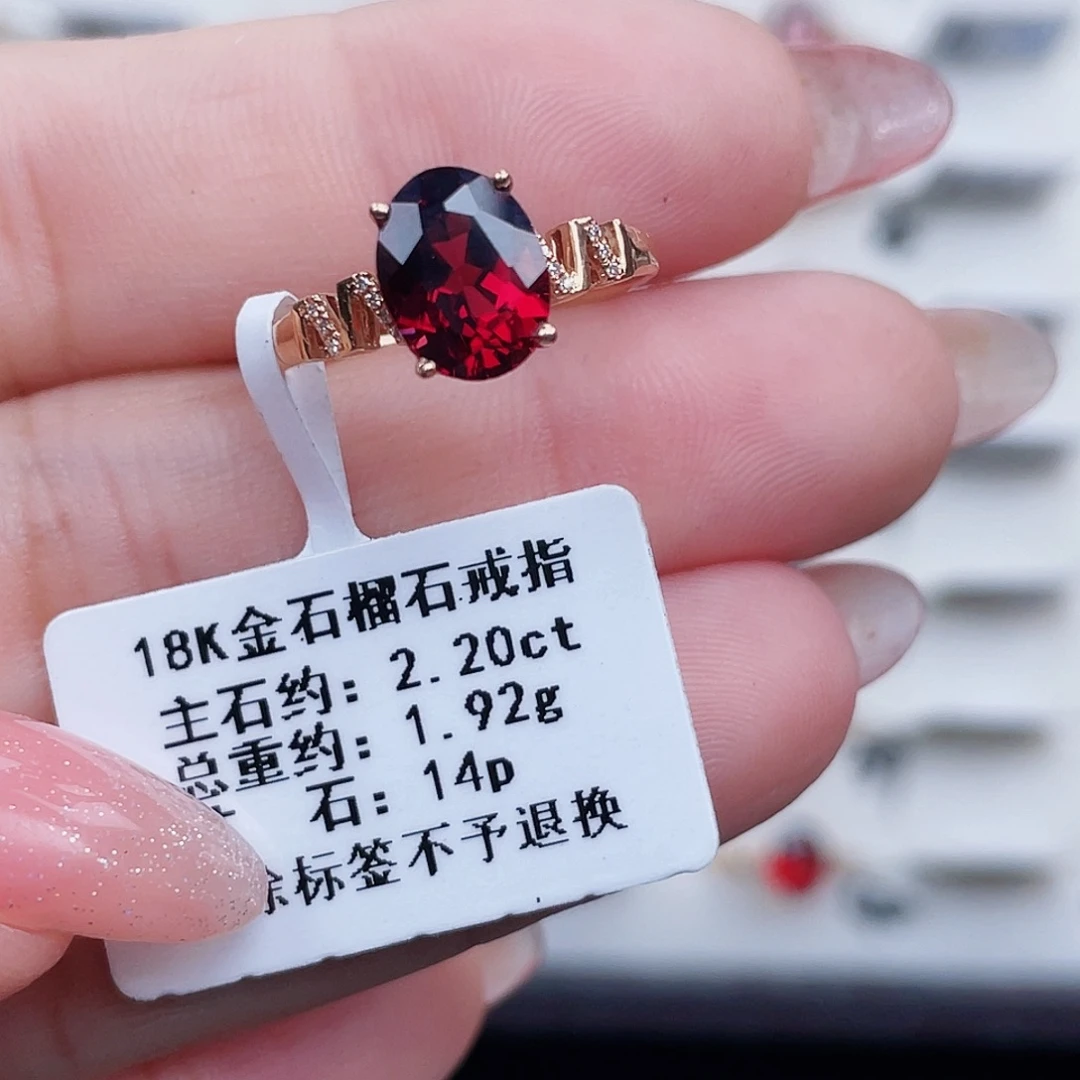 18K金石榴石戒指
主石约: 2.20ct
总重约: 1.92g
石: 14p
除标签不予退换